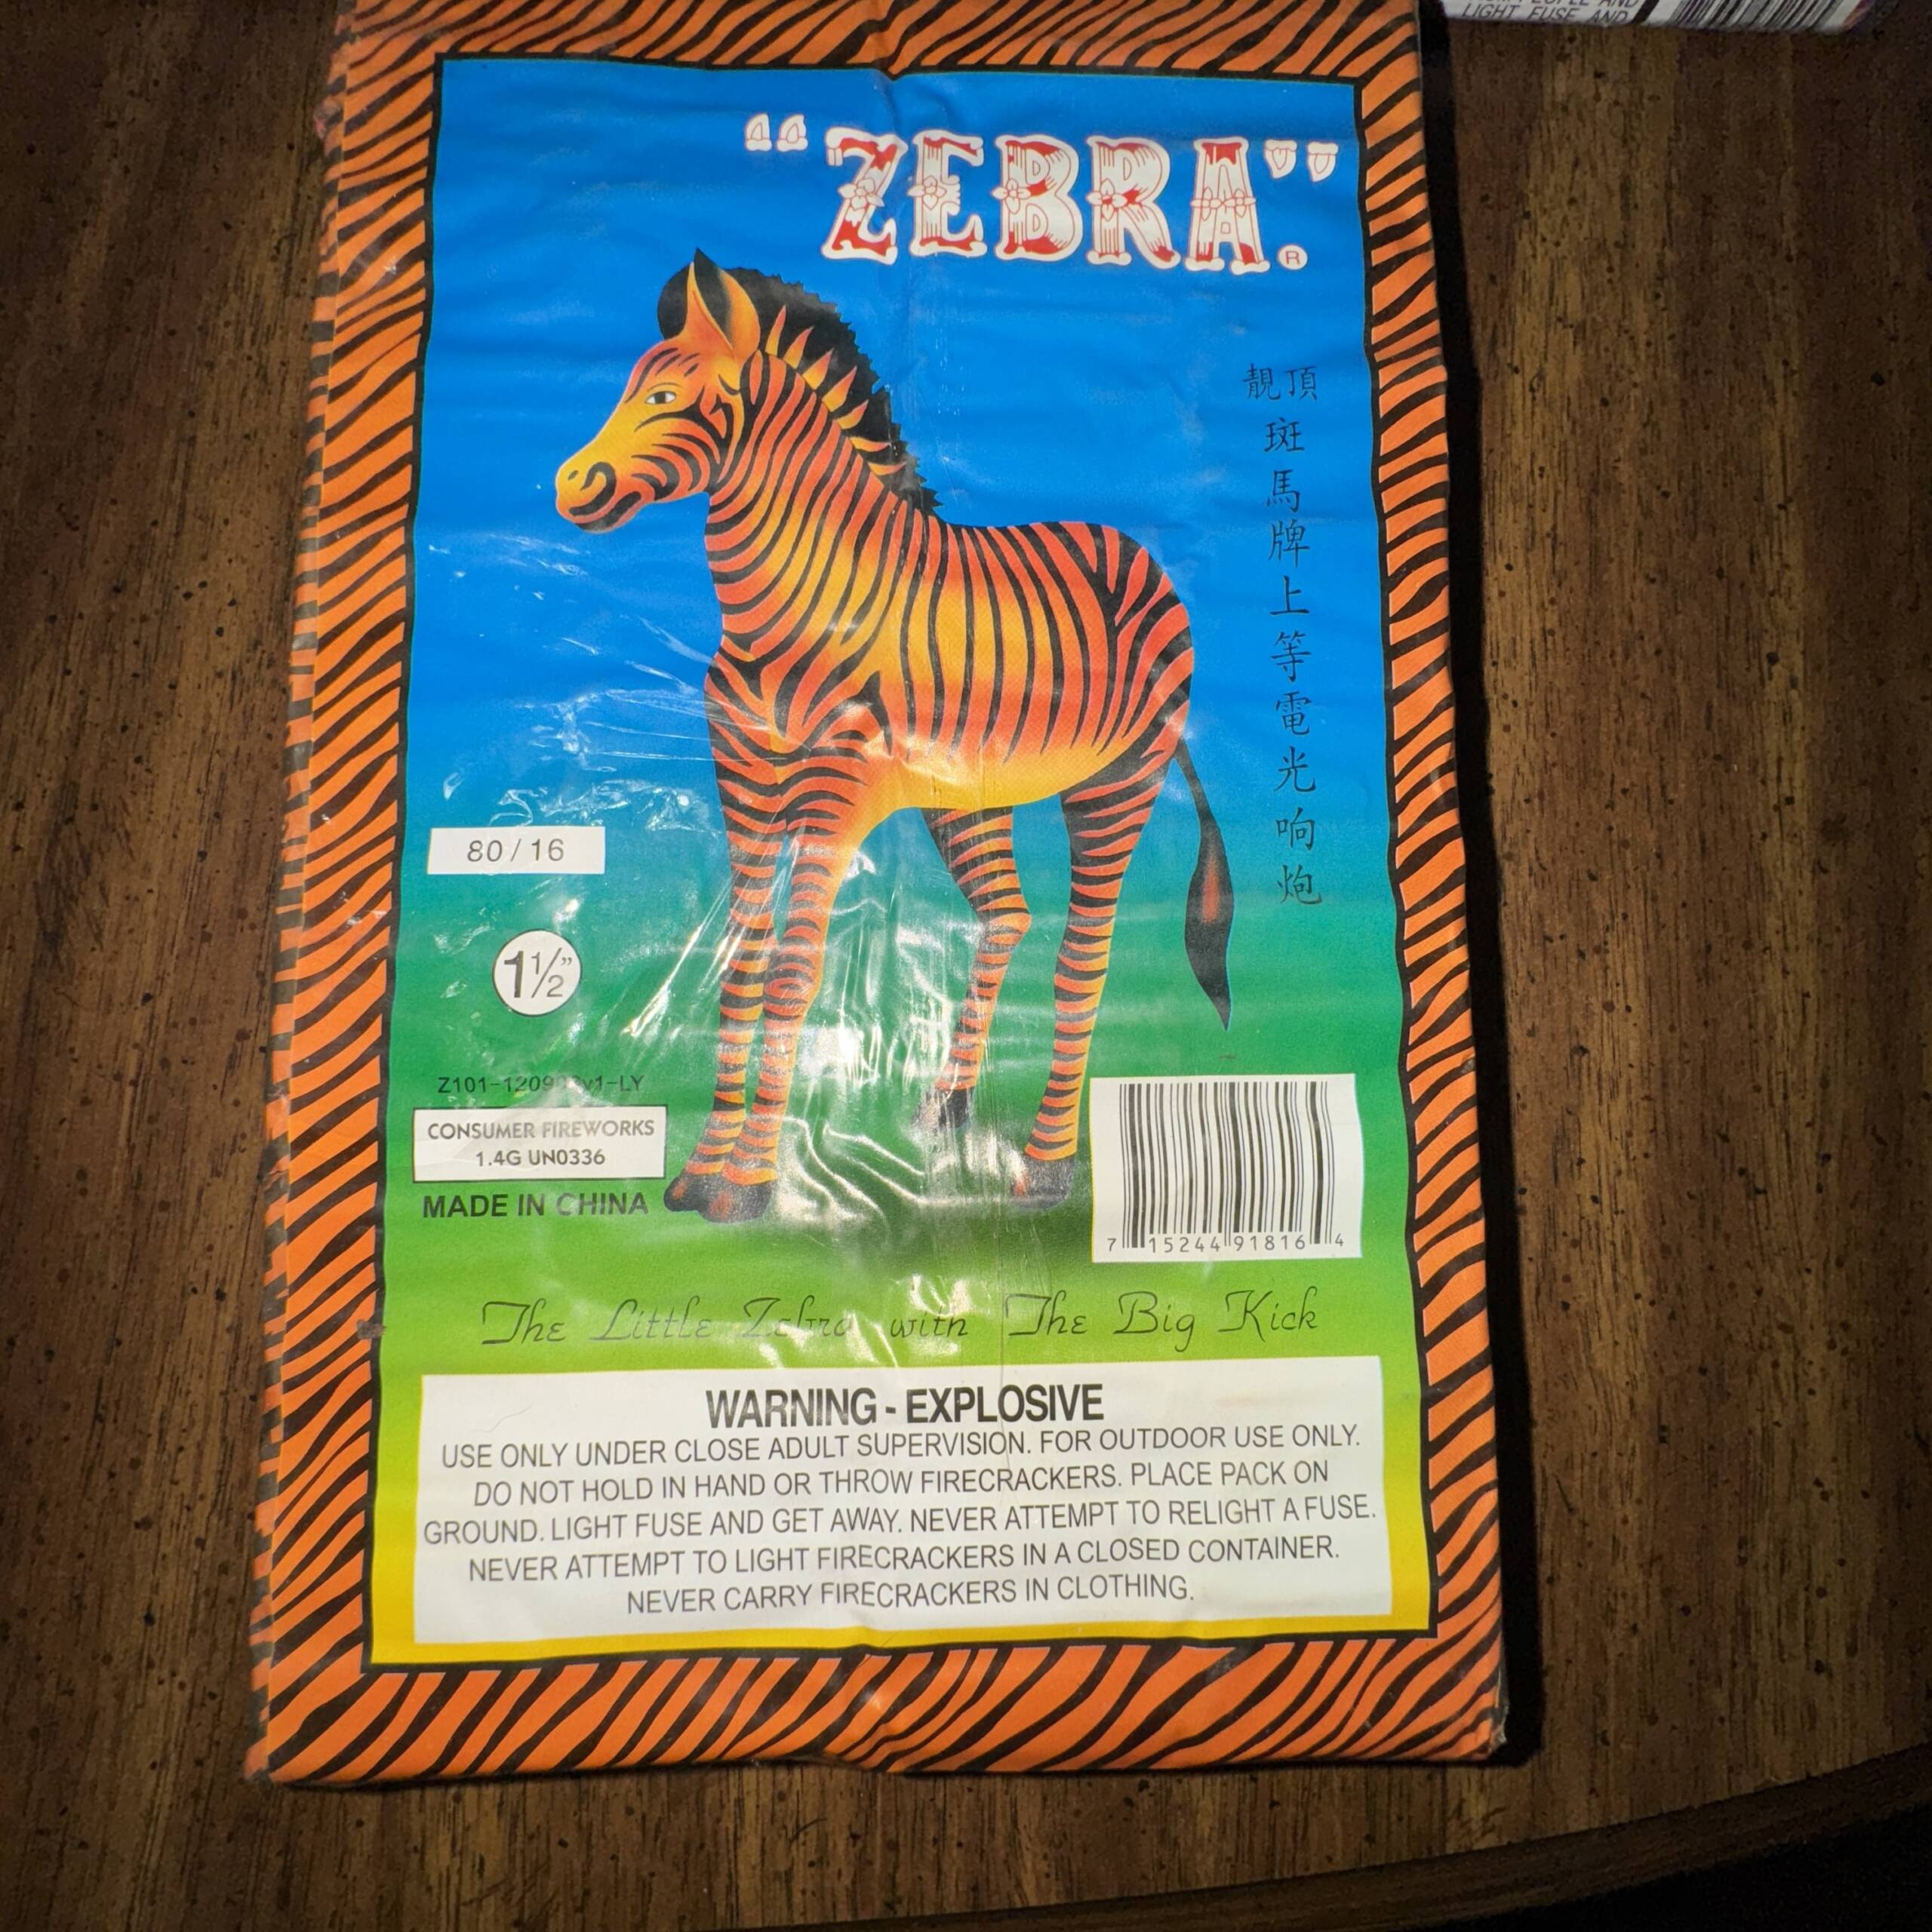 LIGHT FUSE AND
“ZEBRA.”®
頂靚
斑馬牌上等電光响炮
80/16
1½”
CONSUMER FIREWORKS
1.4G UN0336
MADE IN CHINA
7 15244 91816 4
The Little Zebra with The Big Kick
WARNING - EXPLOSIVE
USE ONLY UNDER CLOSE ADULT SUPERVISION. FOR OUTDOOR USE ONLY.
DO NOT HOLD IN HAND OR THROW FIRECRACKERS. PLACE PACK ON
GROUND. LIGHT FUSE AND GET AWAY. NEVER ATTEMPT TO RELIGHT A FUSE.
NEVER ATTEMPT TO LIGHT FIRECRACKERS IN A CLOSED CONTAINER.
NEVER CARRY FIRECRACKERS IN CLOTHING.